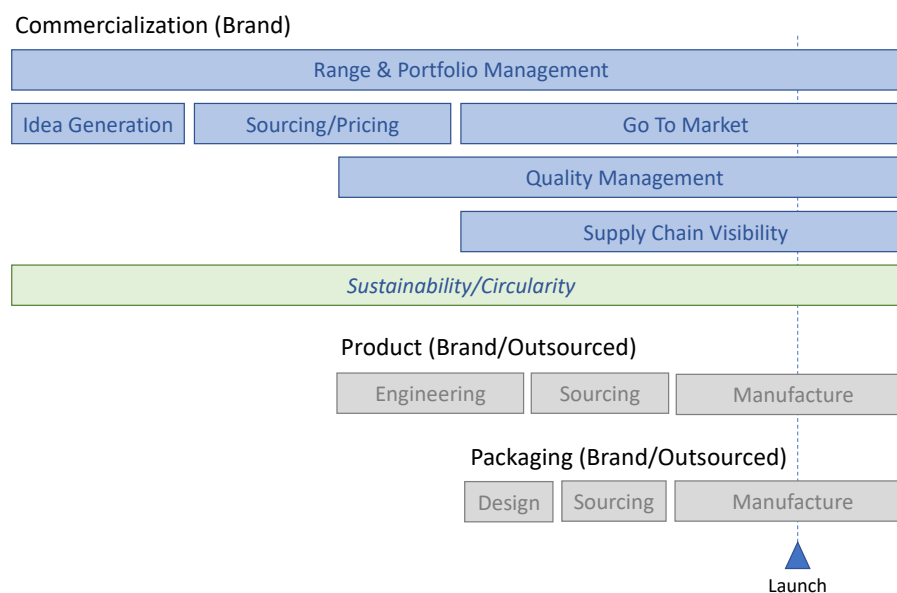 Commercialization (Brand)
Range & Portfolio Management
Idea Generation
Sourcing/Pricing
Go To Market
Quality Management
Supply Chain Visibility
Sustainability/Circularity
Product (Brand/Outsourced)
Engineering
Sourcing
Manufacture
Packaging (Brand/Outsourced)
Design
Sourcing
Manufacture
Launch